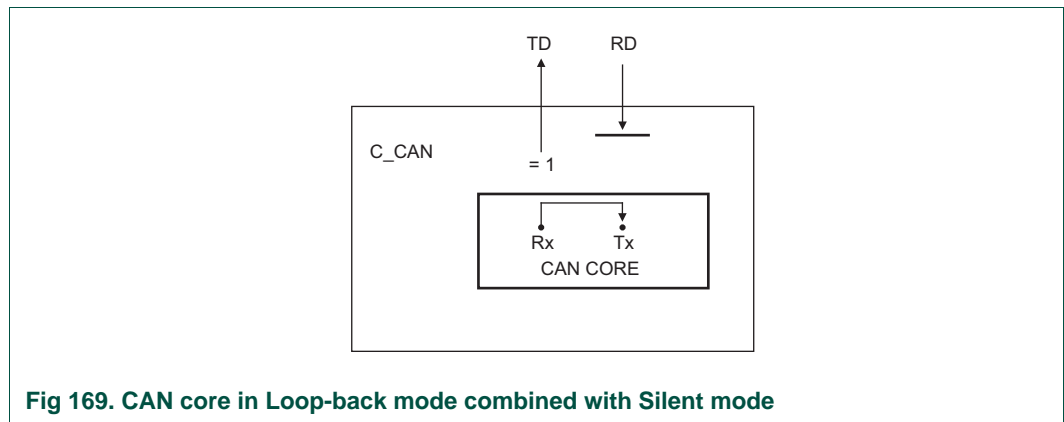 TD RD
C_CAN
= 1
Rx Tx
CAN CORE
Fig 169. CAN core in Loop-back mode combined with Silent mode